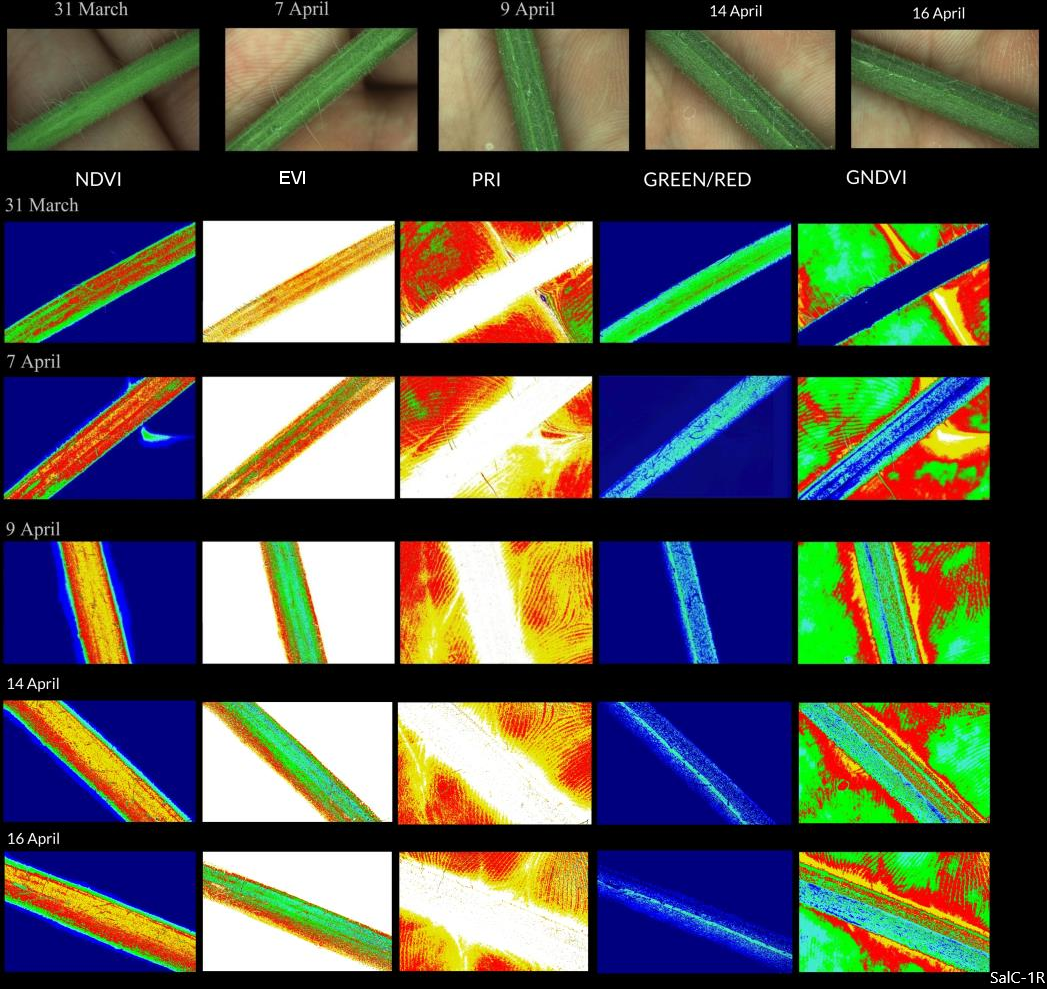 31 March 7 April 9 April 14 April 16 April
NDVI EVI PRI GREEN/RED GNDVI
31 March
7 April
9 April
14 April
16 April
SalC-1R